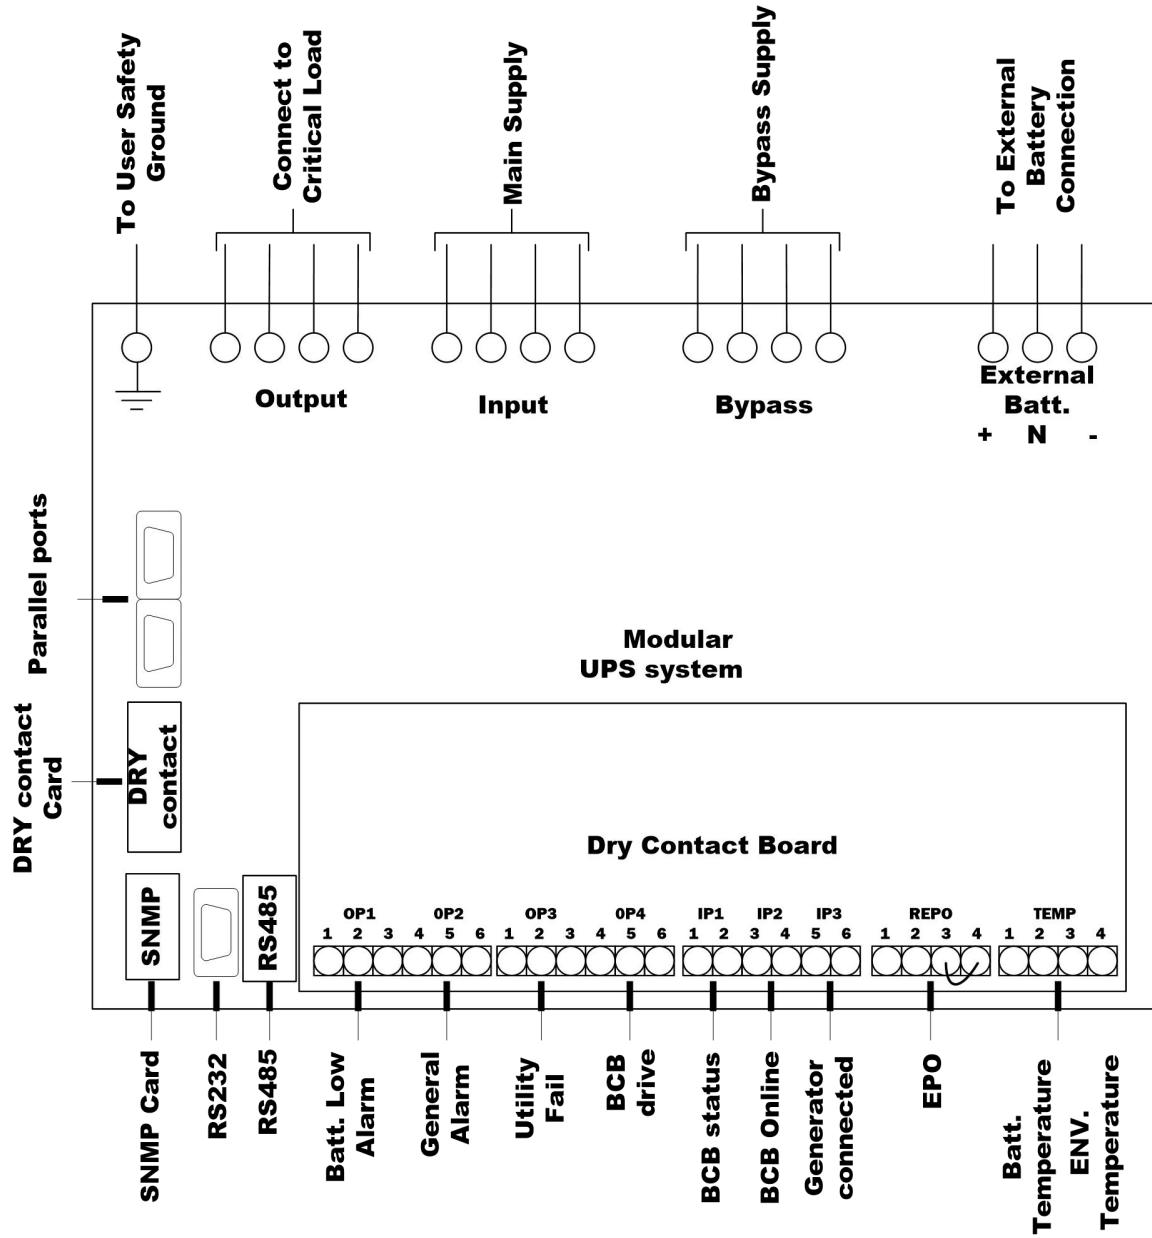 To User Safety
Ground
Connect to
Critical Load
Main Supply
Bypass Supply
To External
Battery
Connection
Output
Input
Bypass
External
Batt.
+ N -
Parallel ports
DRY contact
Card
DRY
contact
Modular
UPS system
Dry Contact Board
SNMP
RS485
OP1 0P2 OP3 0P4 IP1 IP2 IP3 REPO TEMP
1 2 3 4 5 6 1 2 3 4 5 6 1 2 3 4 5 6 1 2 3 4 1 2 3 4
SNMP Card
RS232
RS485
Batt. Low
Alarm
General
Alarm
Utility
Fail
BCB
drive
BCB status
BCB Online
Generator
connected
EPO
Batt.
Temperature
ENV.
Temperature